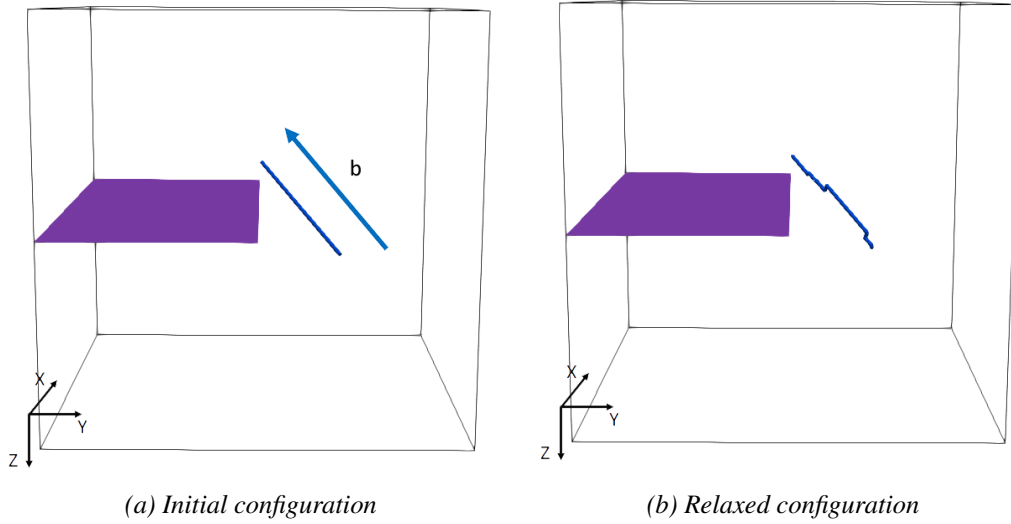 b
X
Y
Z
X
Y
Z
(a) Initial configuration
(b) Relaxed configuration